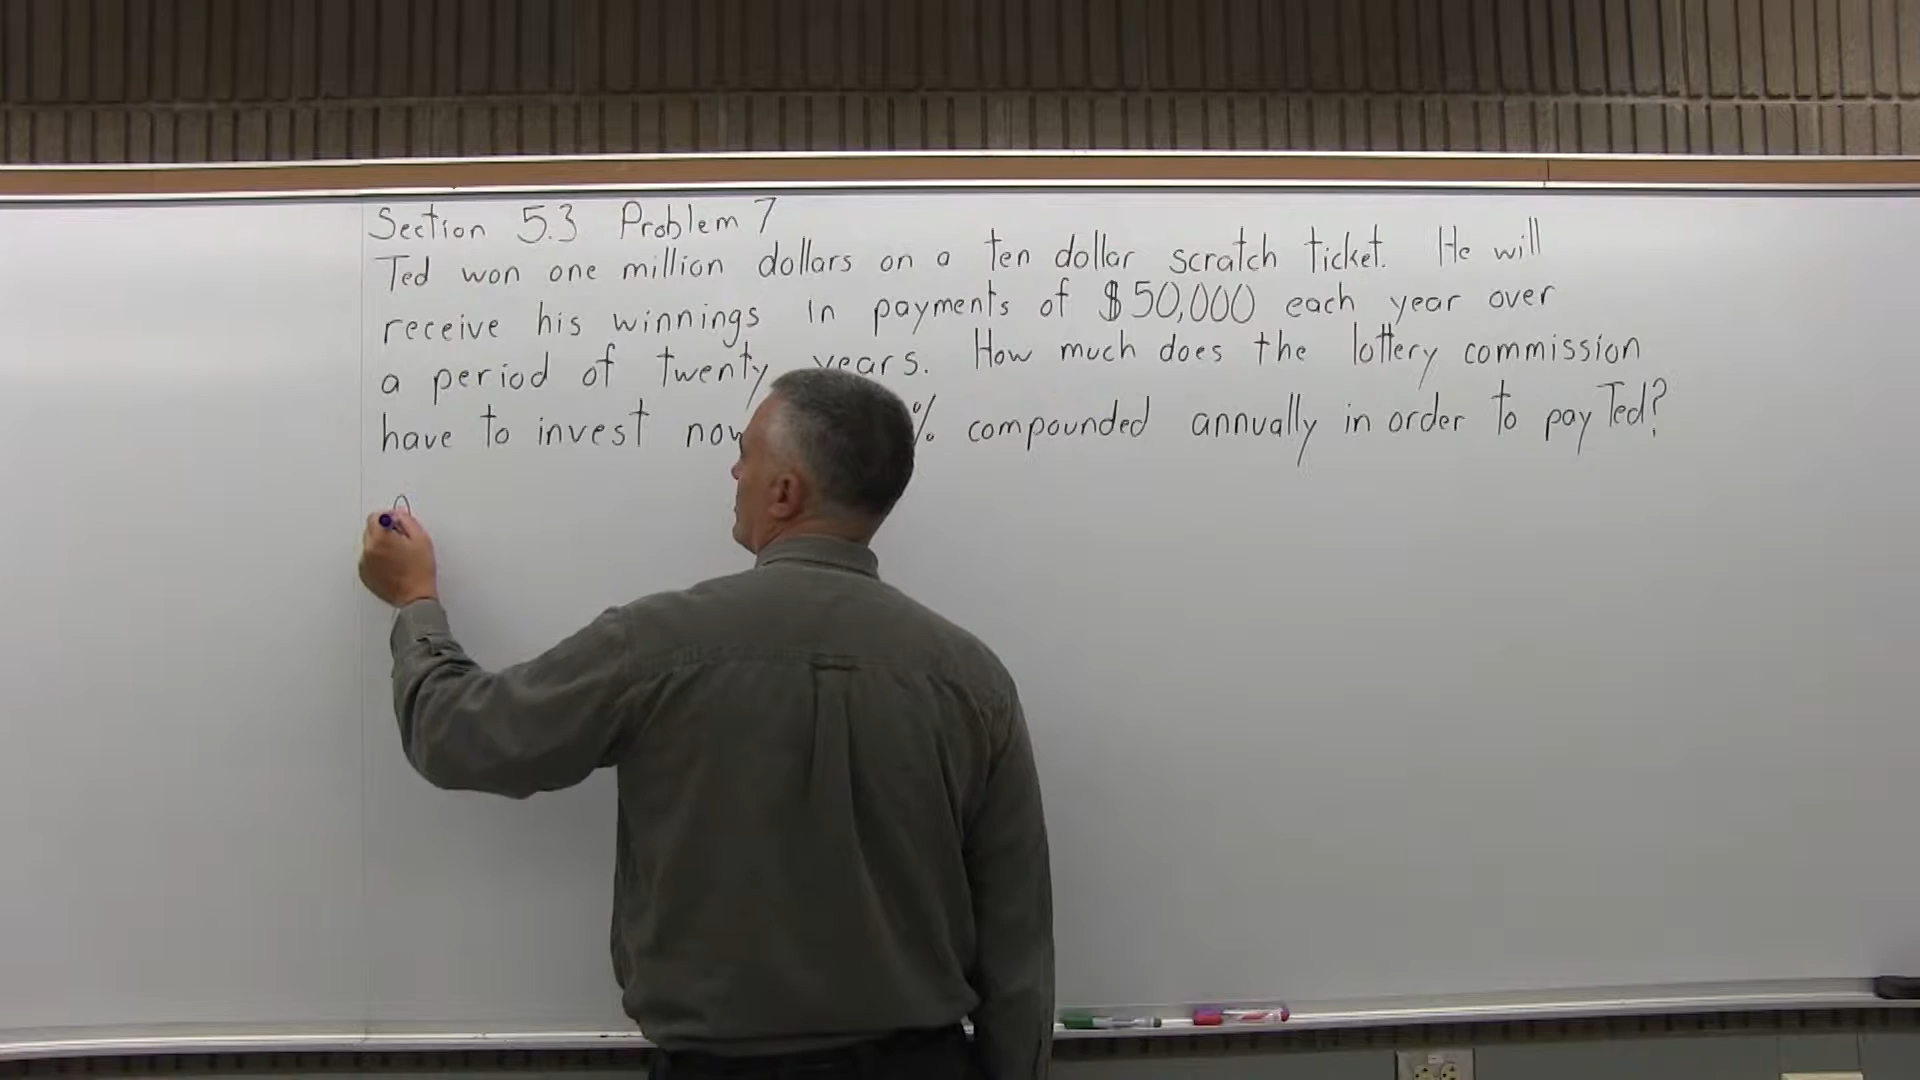 Section 5.3 Problem 7
Ted won one million dollars on a ten dollar scratch ticket. He will
receive his winnings in payments of $50,000 each year over
a period of twenty years. How much does the lottery commission
have to invest now % compounded annually in order to pay Ted?